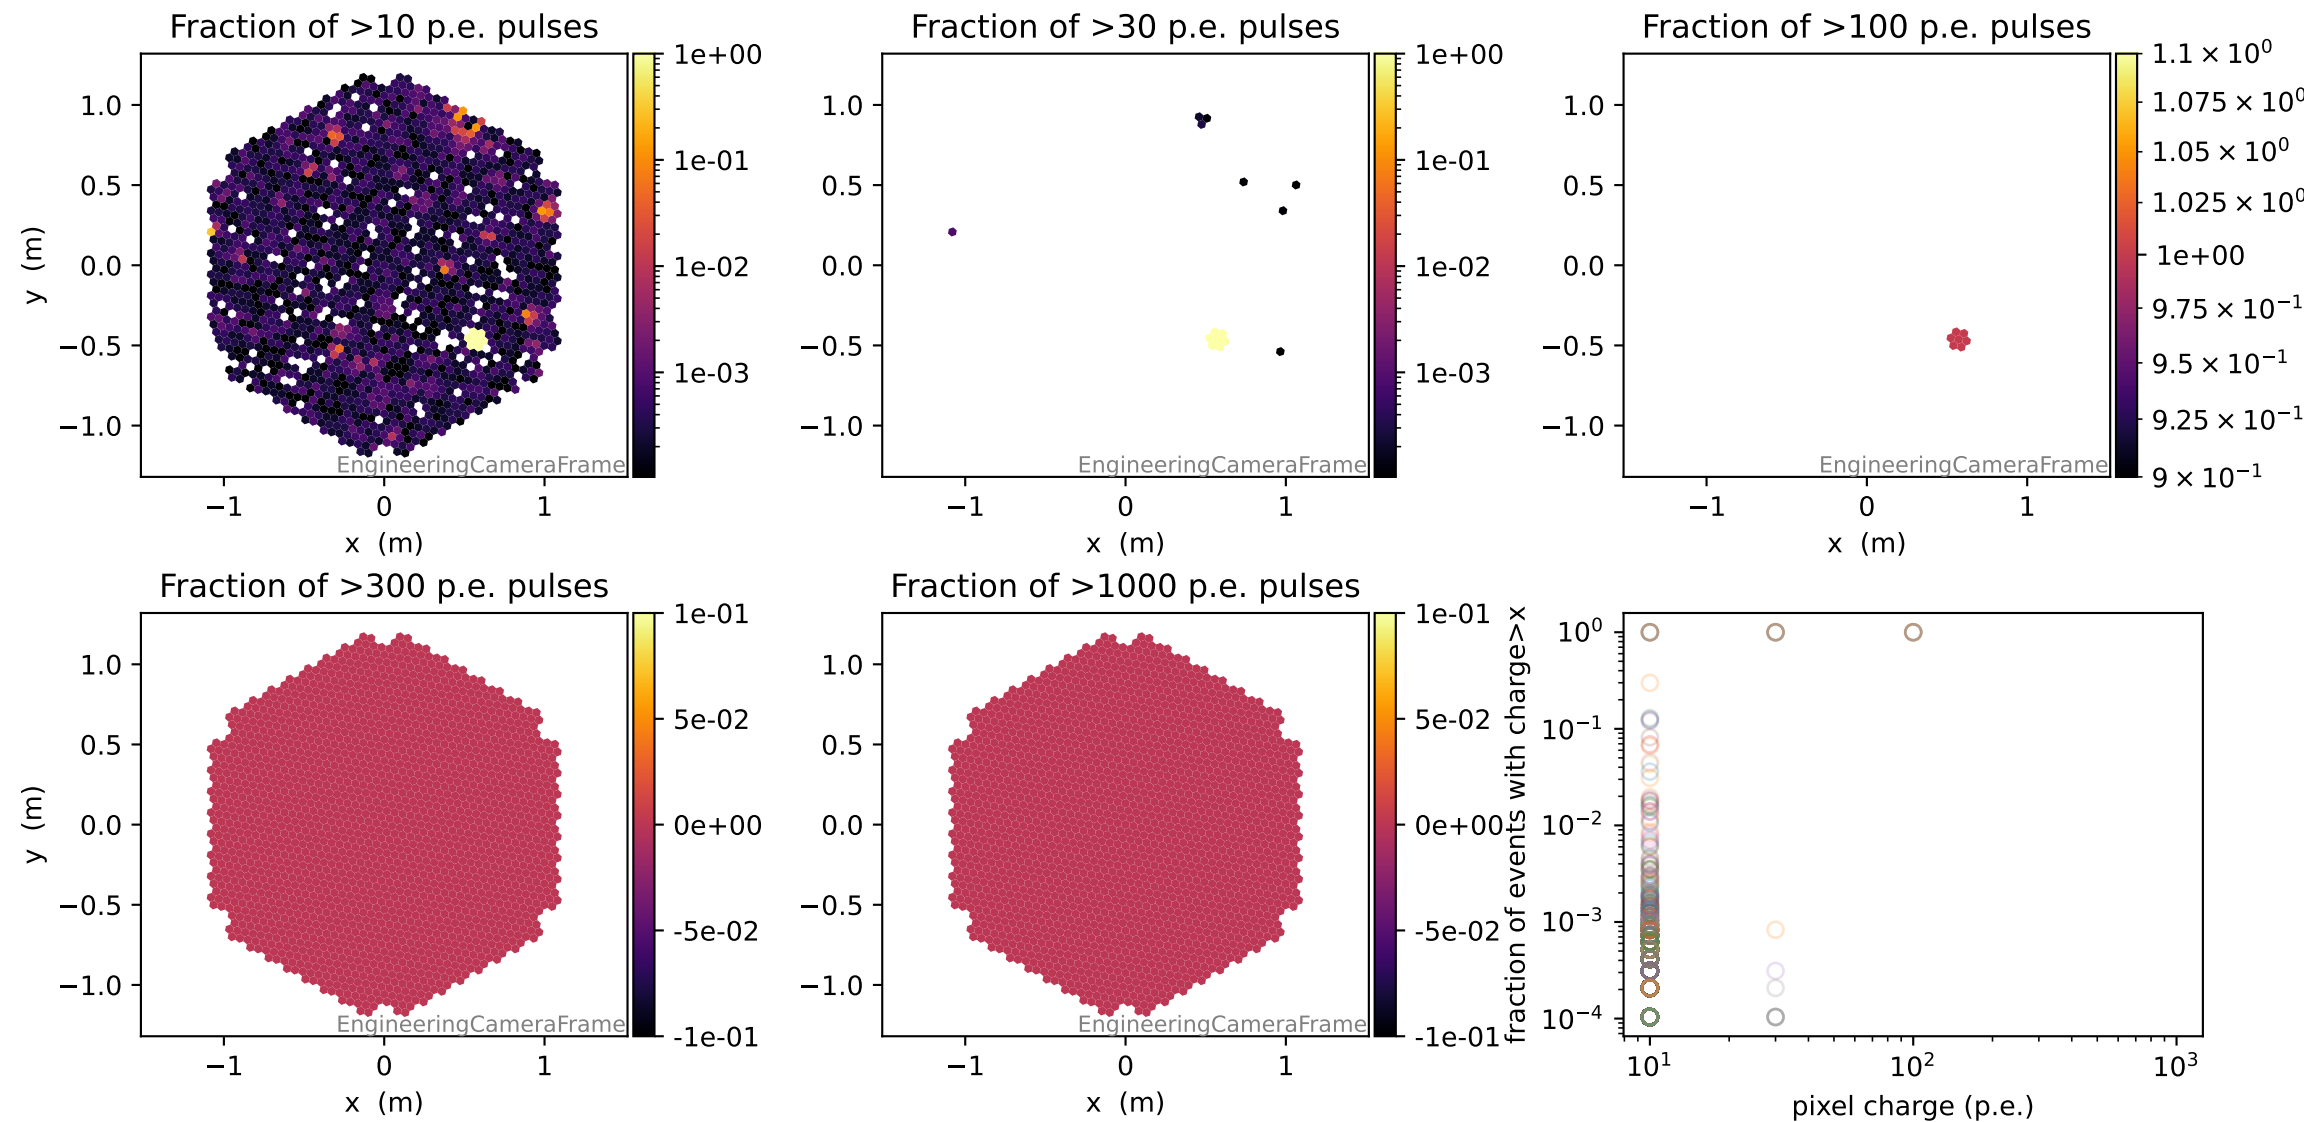 Fraction of >10 p.e. pulses
1.0
0.5
0.0
−0.5
−1.0
y (m)
−1
0
1
x (m)
EngineeringCameraFrame
1e+00
1e-01
1e-02
1e-03
Fraction of >30 p.e. pulses
1.0
0.5
0.0
−0.5
−1.0
−1
0
1
x (m)
EngineeringCameraFrame
1e+00
1e-01
1e-02
1e-03
Fraction of >100 p.e. pulses
1.0
0.5
0.0
−0.5
−1.0
−1
0
1
x (m)
EngineeringCameraFrame
1.1 × 10⁰
1.075 × 10⁰
1.05 × 10⁰
1.025 × 10⁰
1e+00
9.75 × 10⁻¹
9.5 × 10⁻¹
9.25 × 10⁻¹
9 × 10⁻¹
Fraction of >300 p.e. pulses
1.0
0.5
0.0
−0.5
−1.0
y (m)
−1
0
1
x (m)
EngineeringCameraFrame
1e-01
5e-02
0e+00
-5e-02
-1e-01
Fraction of >1000 p.e. pulses
1.0
0.5
0.0
−0.5
−1.0
−1
0
1
x (m)
EngineeringCameraFrame
1e-01
5e-02
0e+00
-5e-02
-1e-01
fraction of events with charge>x
10⁰
10⁻¹
10⁻²
10⁻³
10⁻⁴
10¹
10²
10³
pixel charge (p.e.)